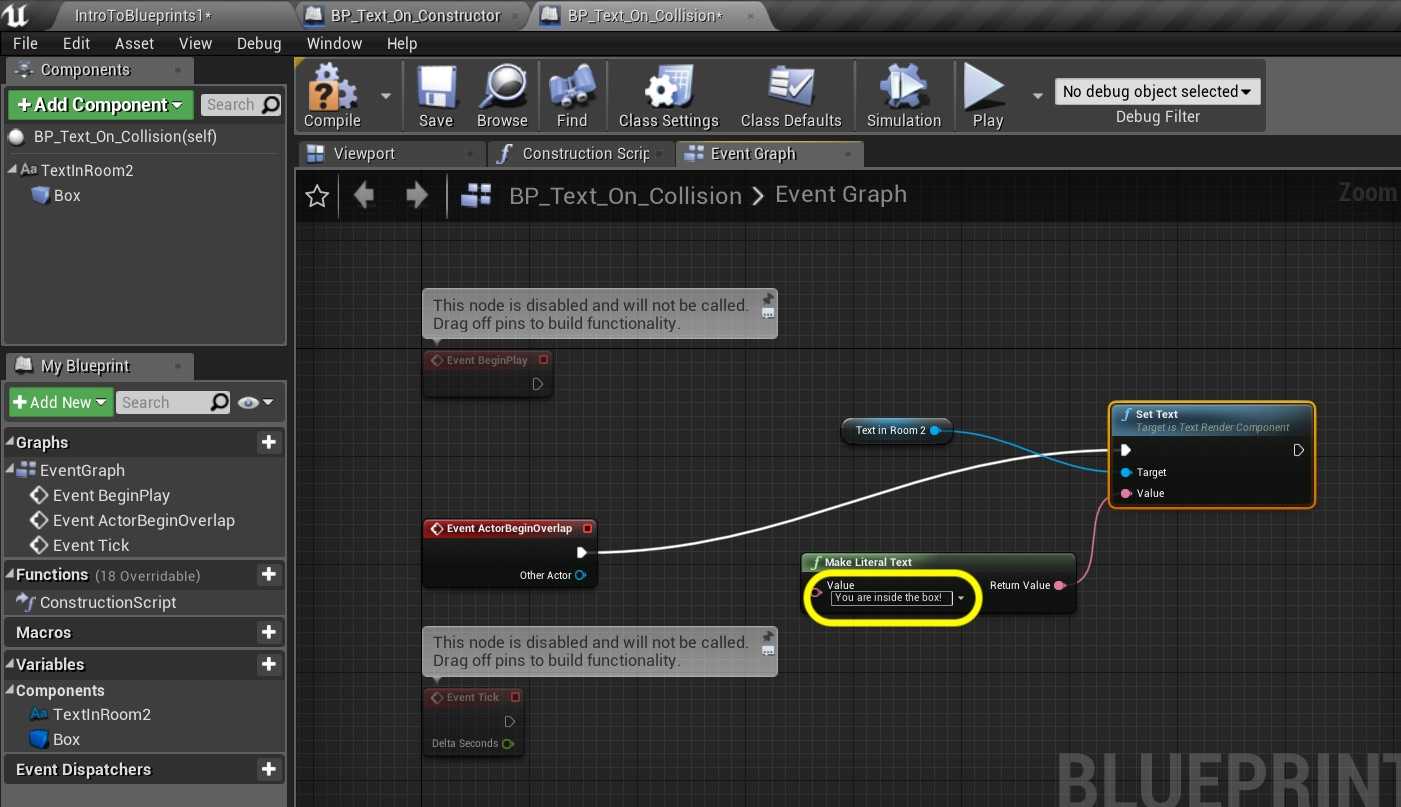 IntroToBlueprints1*
BP_Text_On_Constructor
BP_Text_On_Collision*
File Edit Asset View Debug Window Help
Components
+Add Component
Search
BP_Text_On_Collision(self)
Aa TextInRoom2
Box
Compile
Save
Browse
Find
Class Settings
Class Defaults
Simulation
Play
No debug object selected
Debug Filter
Viewport
Construction Scrip
Event Graph
BP_Text_On_Collision > Event Graph
Zoom
This node is disabled and will not be called.
Drag off pins to build functionality.
Event BeginPlay
Text in Room 2
Set Text
Target is Text Render Component
Target
Value
Event ActorBeginOverlap
Other Actor
Make Literal Text
Value
You are inside the box!
Return Value
This node is disabled and will not be called.
Drag off pins to build functionality.
Event Tick
Delta Seconds
BLUEPRINT
My Blueprint
+Add New
Search
Graphs
EventGraph
Event BeginPlay
Event ActorBeginOverlap
Event Tick
Functions (18 Overridable)
ConstructionScript
Macros
Variables
Components
Aa TextInRoom2
Box
Event Dispatchers